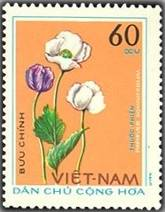 60
XU
BƯU CHÍNH
THUỐC PHIỆN
VIỆT-NAM
DÂN CHỦ CỘNG HÒA